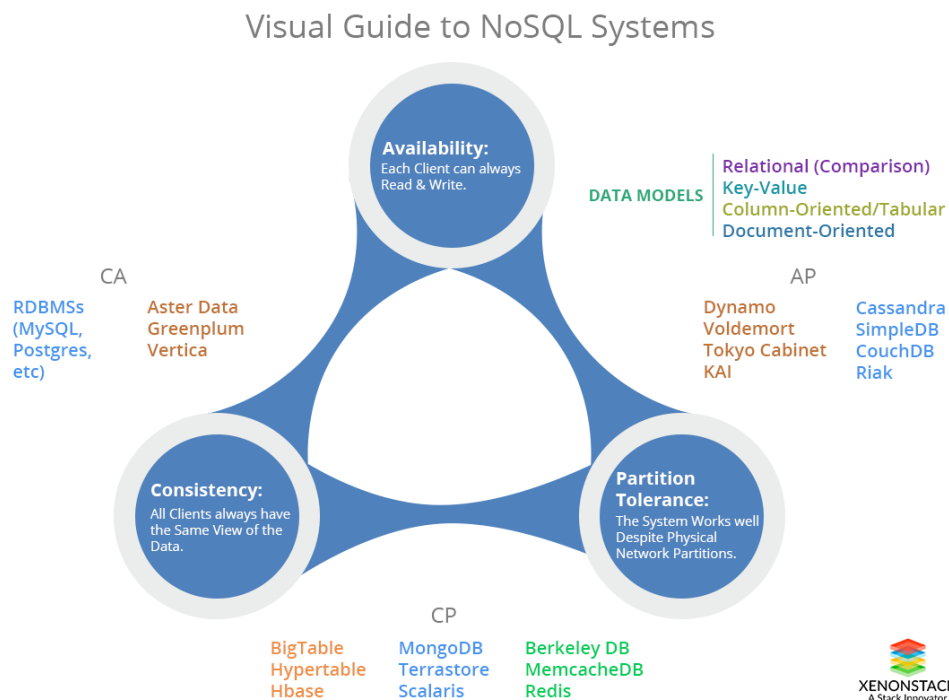 Visual Guide to NoSQL Systems
Availability:
Each Client can always
Read & Write.
DATA MODELS
Relational (Comparison)
Key-Value
Column-Oriented/Tabular
Document-Oriented
CA
RDBMSs
(MySQL,
Postgres,
etc)
Aster Data
Greenplum
Vertica
AP
Dynamo
Voldemort
Tokyo Cabinet
KAI
Cassandra
SimpleDB
CouchDB
Riak
Consistency:
All Clients always have
the Same View of the
Data.
Partition
Tolerance:
The System Works well
Despite Physical
Network Partitions.
CP
BigTable
Hypertable
Hbase
MongoDB
Terrastore
Scalaris
Berkeley DB
MemcacheDB
Redis
XENONSTACK
A Stack Innovator